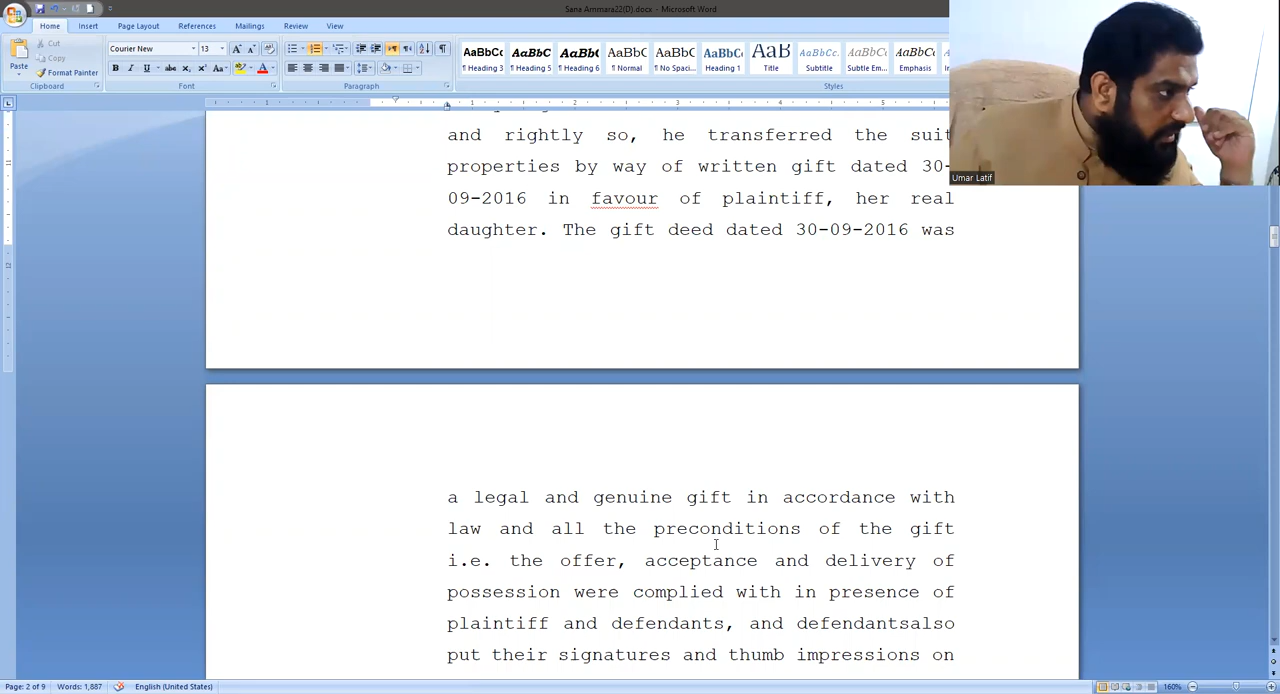 Sana Ammara22(D).docx - Microsoft Word
Home Insert Page Layout References Mailings Review View
Paste
Cut
Copy
Format Painter
Clipboard
Courier New 13
Font
Paragraph
AaBbCc AaBbC AaBbC AaBbCc AaBbCc AaBbC AaB AaBbCc. AaBbCc. AaBbCc
¶ Heading 3 ¶ Heading 5 ¶ Heading 6 ¶ Normal ¶ No Spaci... Heading 1 Title Subtitle Subtle Em... Emphasis
Styles
and rightly so, he transferred the suit
properties by way of written gift dated 30-
09-2016 in favour of plaintiff, her real
daughter. The gift deed dated 30-09-2016 was
a legal and genuine gift in accordance with
law and all the preconditions of the gift
i.e. the offer, acceptance and delivery of
possession were complied with in presence of
plaintiff and defendants, and defendantsalso
put their signatures and thumb impressions on
Umar Latif
Page: 2 of 9 Words: 1,887 English (United States) 160%